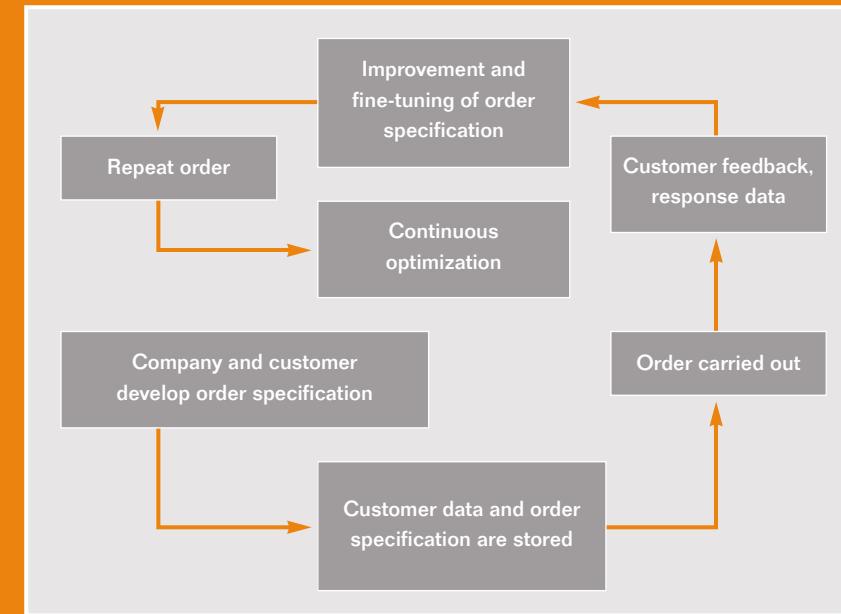 Improvement and
fine-tuning of order
specification
Repeat order
Customer feedback,
response data
Continuous
optimization
Company and customer
develop order specification
Order carried out
Customer data and order
specification are stored